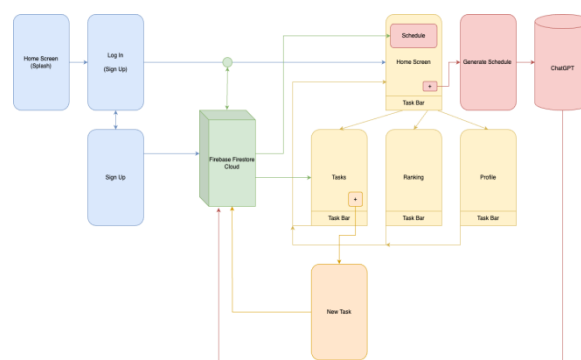 Home Screen
(Splash)
Log In
(Sign Up)
Schedule
Home Screen
+
Task Bar
Generate Schedule
ChatGPT
Sign Up
Firebase Firestore
Cloud
Tasks
+
Task Bar
Ranking
Task Bar
Profile
Task Bar
New Task